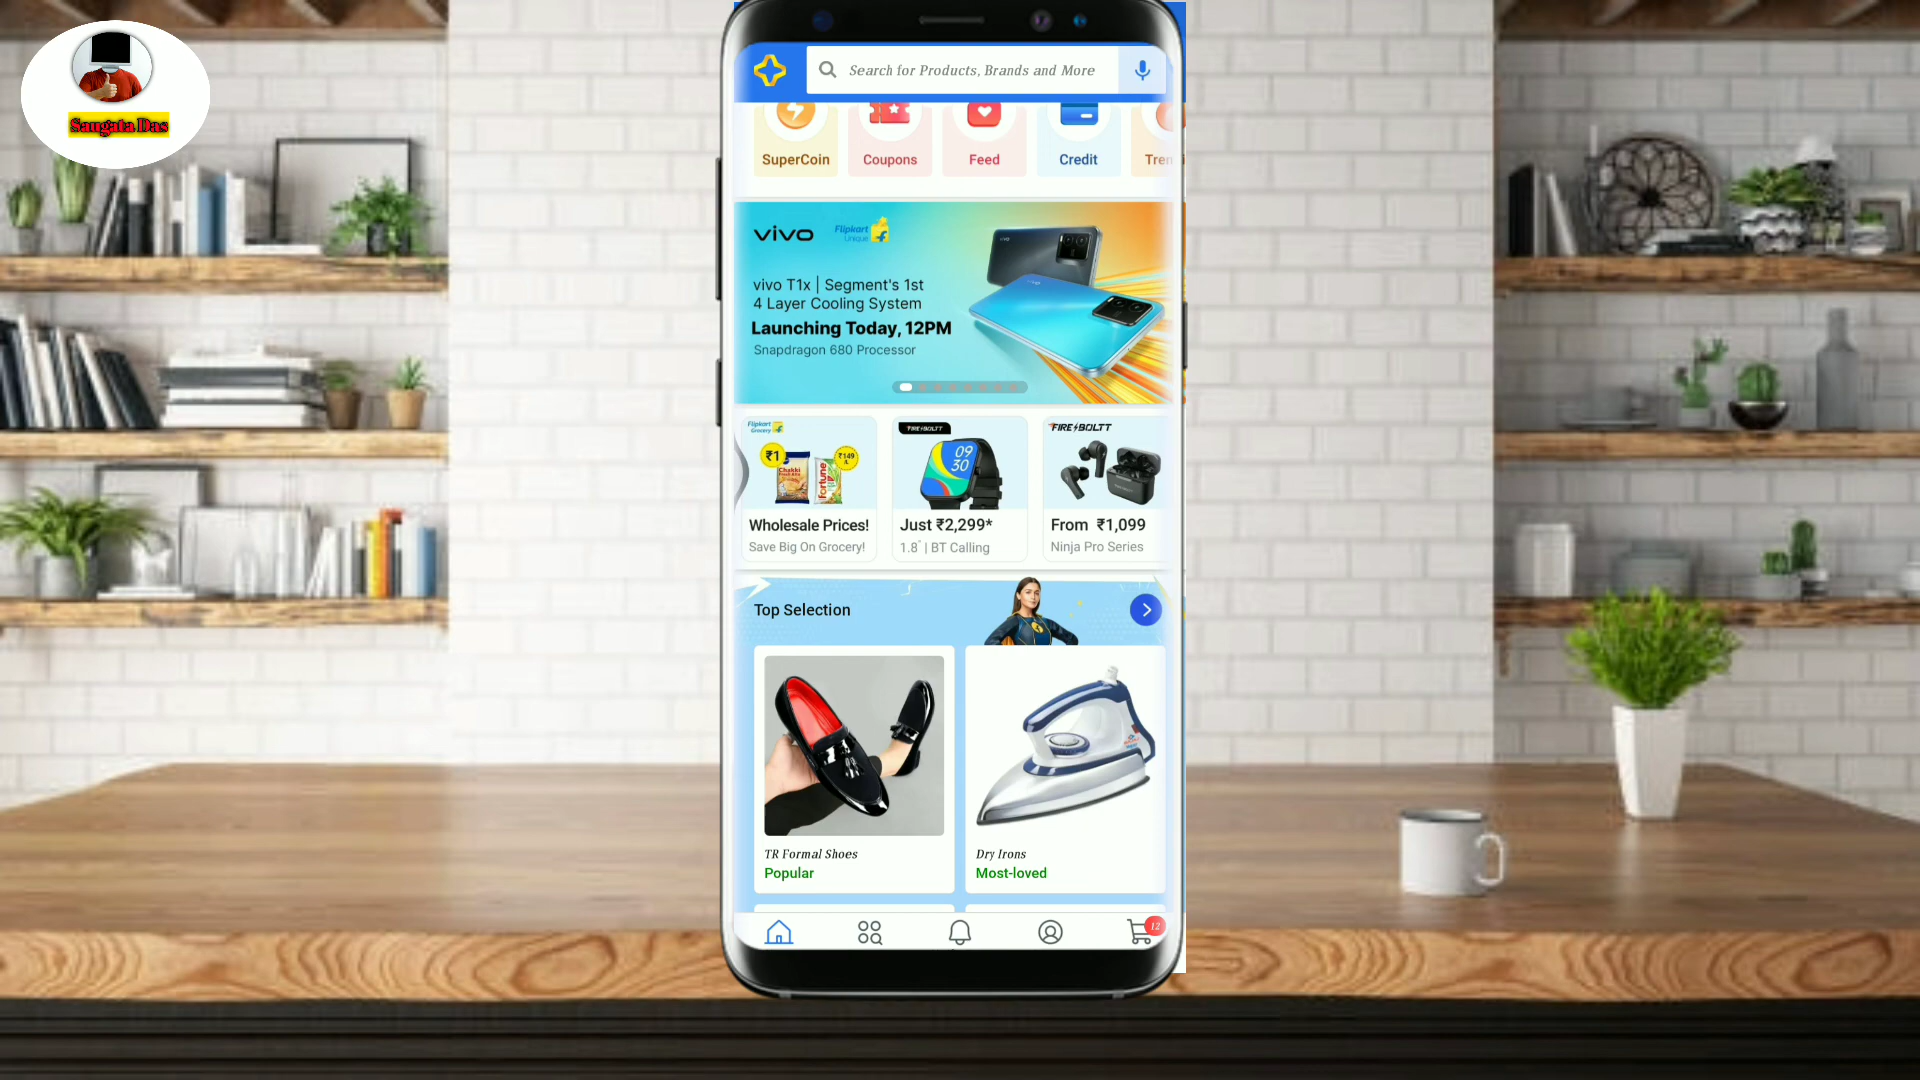 Saugata Das
Search for Products, Brands and More
SuperCoin
Coupons
Feed
Credit
Tren
vivo
Flipkart
Unique
vivo T1x | Segment's 1st
4 Layer Cooling System
Launching Today, 12PM
Snapdragon 680 Processor
Flipkart
Grocery
₹1
₹149
Chakki
fortune
Wholesale Prices!
Save Big On Grocery!
FIRE BOLTT
09
30
Just ₹2,299*
1.8" | BT Calling
FIRE BOLTT
From ₹1,099
Ninja Pro Series
Top Selection
TR Formal Shoes
Popular
Dry Irons
Most-loved
12